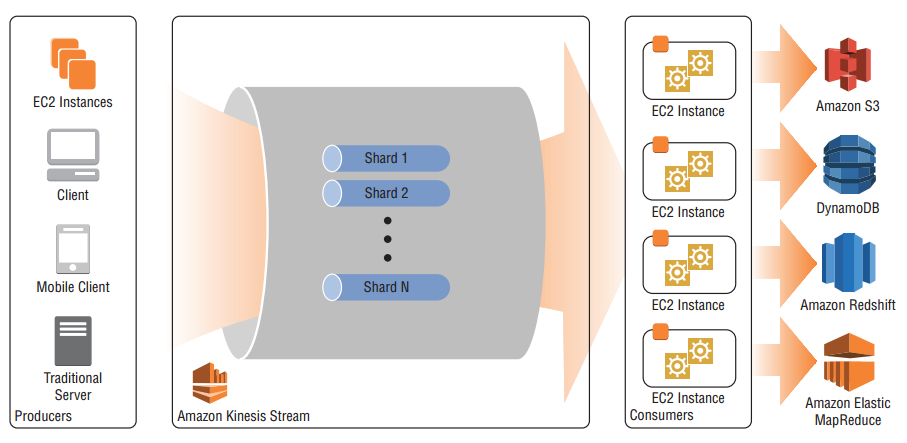 EC2 Instances
Client
Mobile Client
Traditional
Server
Producers
Shard 1
Shard 2
Shard N
Amazon Kinesis Stream
EC2 Instance
EC2 Instance
EC2 Instance
EC2 Instance
Consumers
Amazon S3
DynamoDB
Amazon Redshift
Amazon Elastic
MapReduce